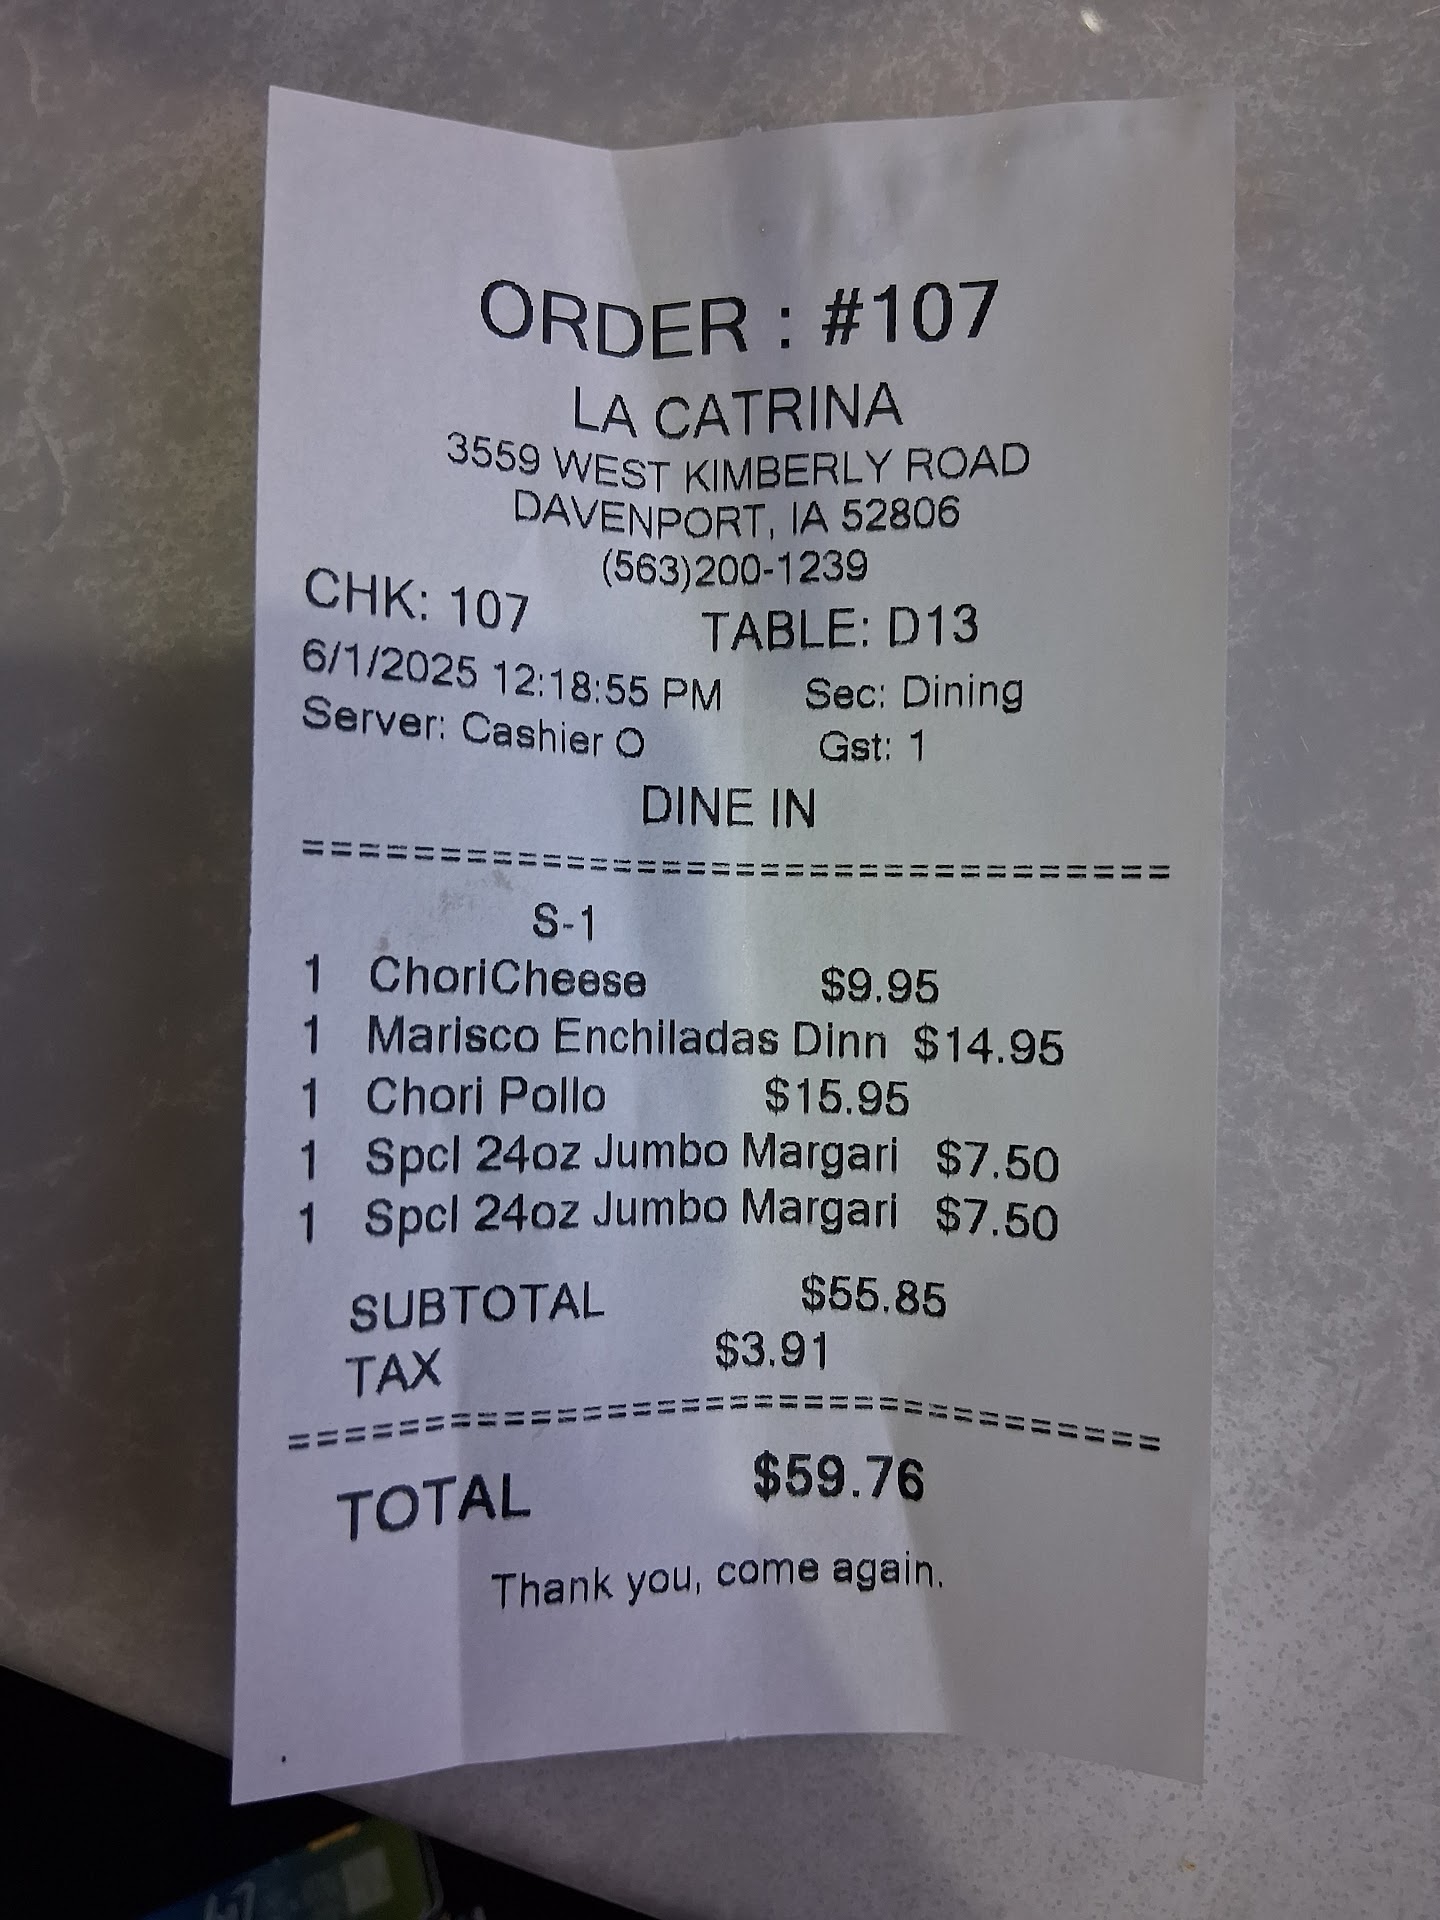 ORDER : #107
LA CATRINA
3559 WEST KIMBERLY ROAD
DAVENPORT, IA 52806
(563)200-1239
CHK: 107 TABLE: D13
6/1/2025 12:18:55 PM Sec: Dining
Server: Cashier O Gst: 1
DINE IN
=================================
S-1
1 ChoriCheese $9.95
1 Marisco Enchiladas Dinn $14.95
1 Chori Pollo $15.95
1 Spcl 24oz Jumbo Margari $7.50
1 Spcl 24oz Jumbo Margari $7.50
SUBTOTAL $55.85
TAX $3.91
=================================
TOTAL $59.76
Thank you, come again.